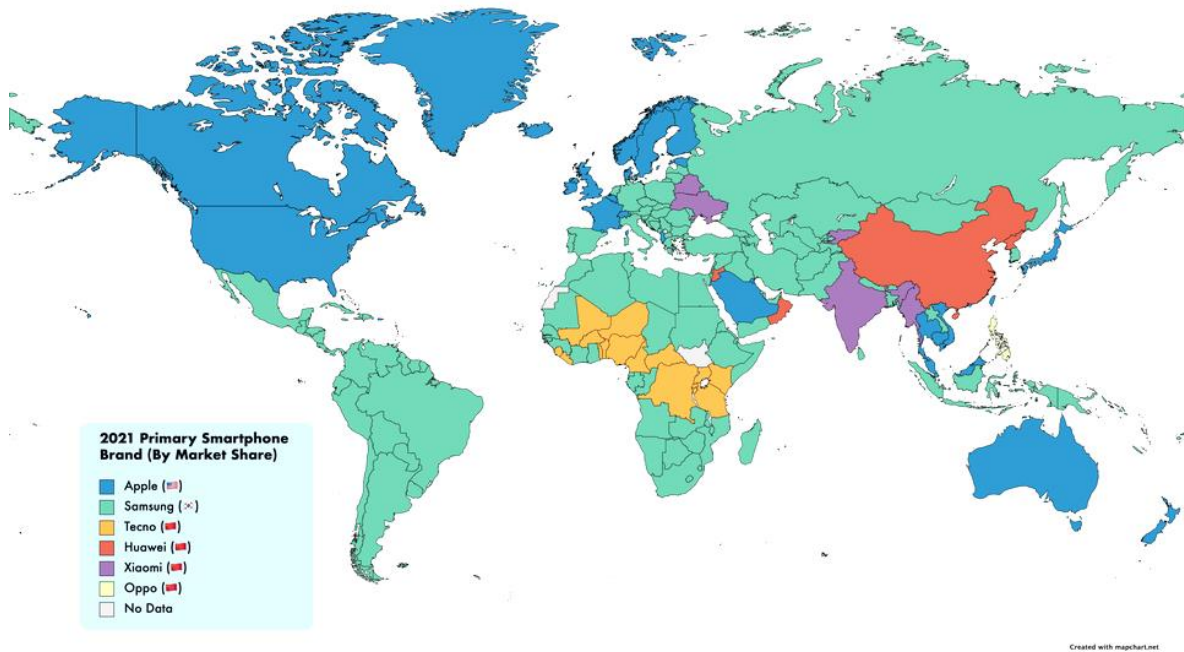 2021 Primary Smartphone
Brand (By Market Share)
Apple (🇺🇸)
Samsung (🇰🇷)
Tecno (🇨🇳)
Huawei (🇨🇳)
Xiaomi (🇨🇳)
Oppo (🇨🇳)
No Data
Created with mapchart.net